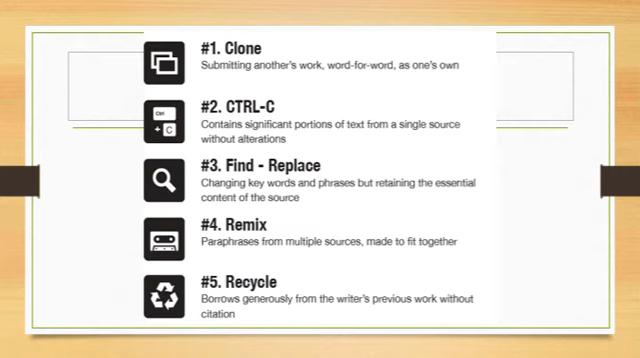 #1. Clone
Submitting another's work, word-for-word, as one's own
Ctrl
+ C
#2. CTRL-C
Contains significant portions of text from a single source
without alterations
#3. Find - Replace
Changing key words and phrases but retaining the essential
content of the source
#4. Remix
Paraphrases from multiple sources, made to fit together
#5. Recycle
Borrows generously from the writer's previous work without
citation